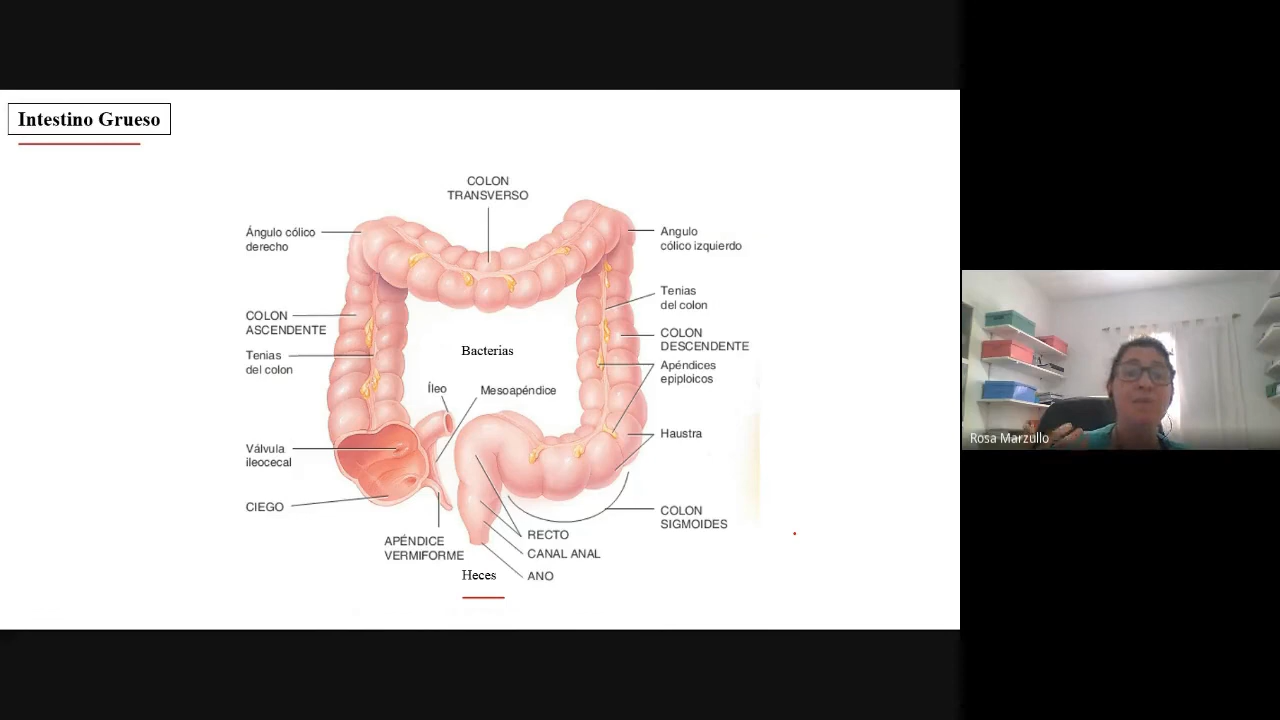 Intestino Grueso
COLON
TRANSVERSO
Ángulo cólico
derecho
Angulo
cólico izquierdo
Tenias
del colon
COLON
ASCENDENTE
COLON
DESCENDENTE
Tenias
del colon
Bacterias
Apéndices
epiploicos
Íleo
Mesoapéndice
Haustra
Válvula
ileocecal
CIEGO
COLON
SIGMOIDES
APÉNDICE
VERMIFORME
RECTO
CANAL ANAL
Heces
ANO
Rosa Marzullo